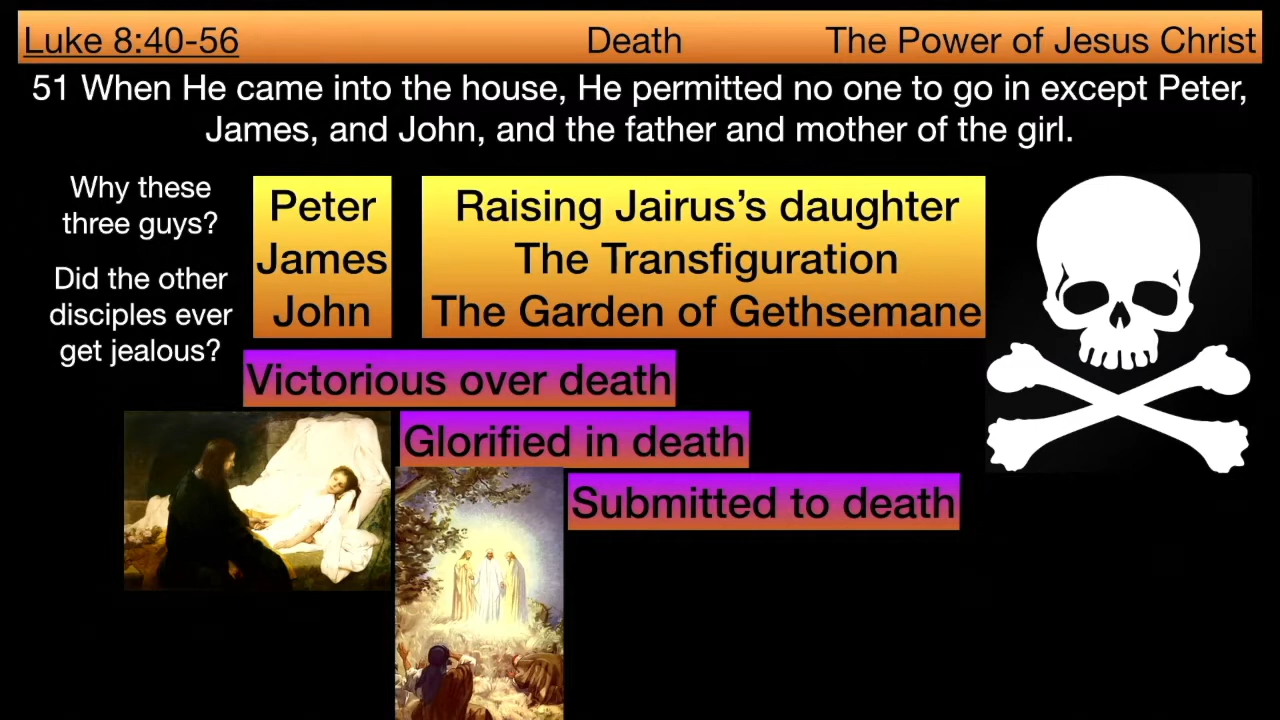 Luke 8:40-56 Death The Power of Jesus Christ
51 When He came into the house, He permitted no one to go in except Peter,
James, and John, and the father and mother of the girl.
Why these
three guys?
Did the other
disciples ever
get jealous?
Peter
James
John
Raising Jairus’s daughter
The Transfiguration
The Garden of Gethsemane
Victorious over death
Glorified in death
Submitted to death